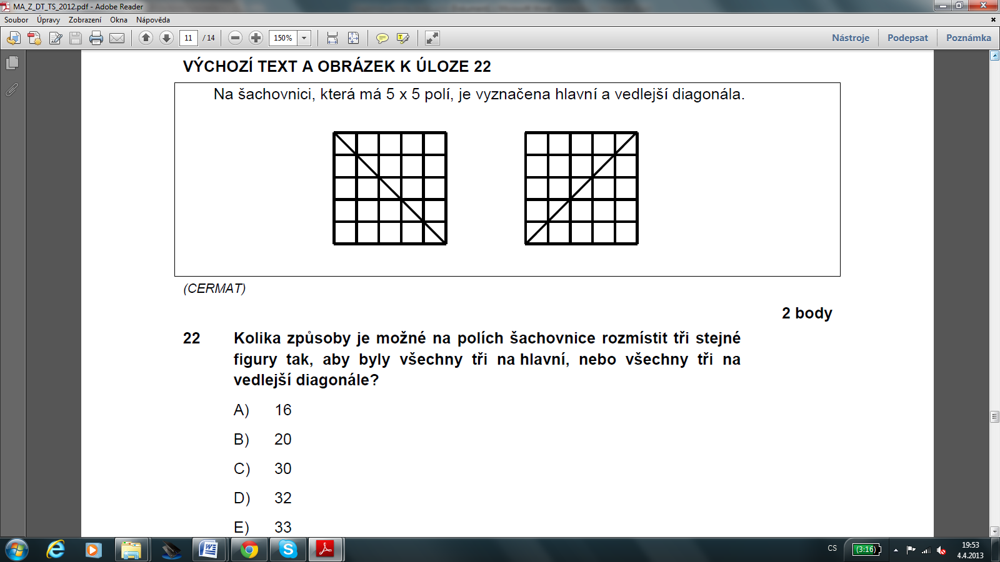 MA_Z_DT_TS_2012.pdf - Adobe Reader
Soubor Úpravy Zobrazení Okna Nápověda
11 / 14 150% Nástroje Podepsat Poznámka
VÝCHOZÍ TEXT A OBRÁZEK K ÚLOZE 22
Na šachovnici, která má 5 x 5 polí, je vyznačena hlavní a vedlejší diagonála.
(CERMAT)
2 body
22 Kolika způsoby je možné na polích šachovnice rozmístit tři stejné
figury tak, aby byly všechny tři na hlavní, nebo všechny tři na
vedlejší diagonále?
A) 16
B) 20
C) 30
D) 32
E) 33
CS (3:16) 19:53
4.4.2013